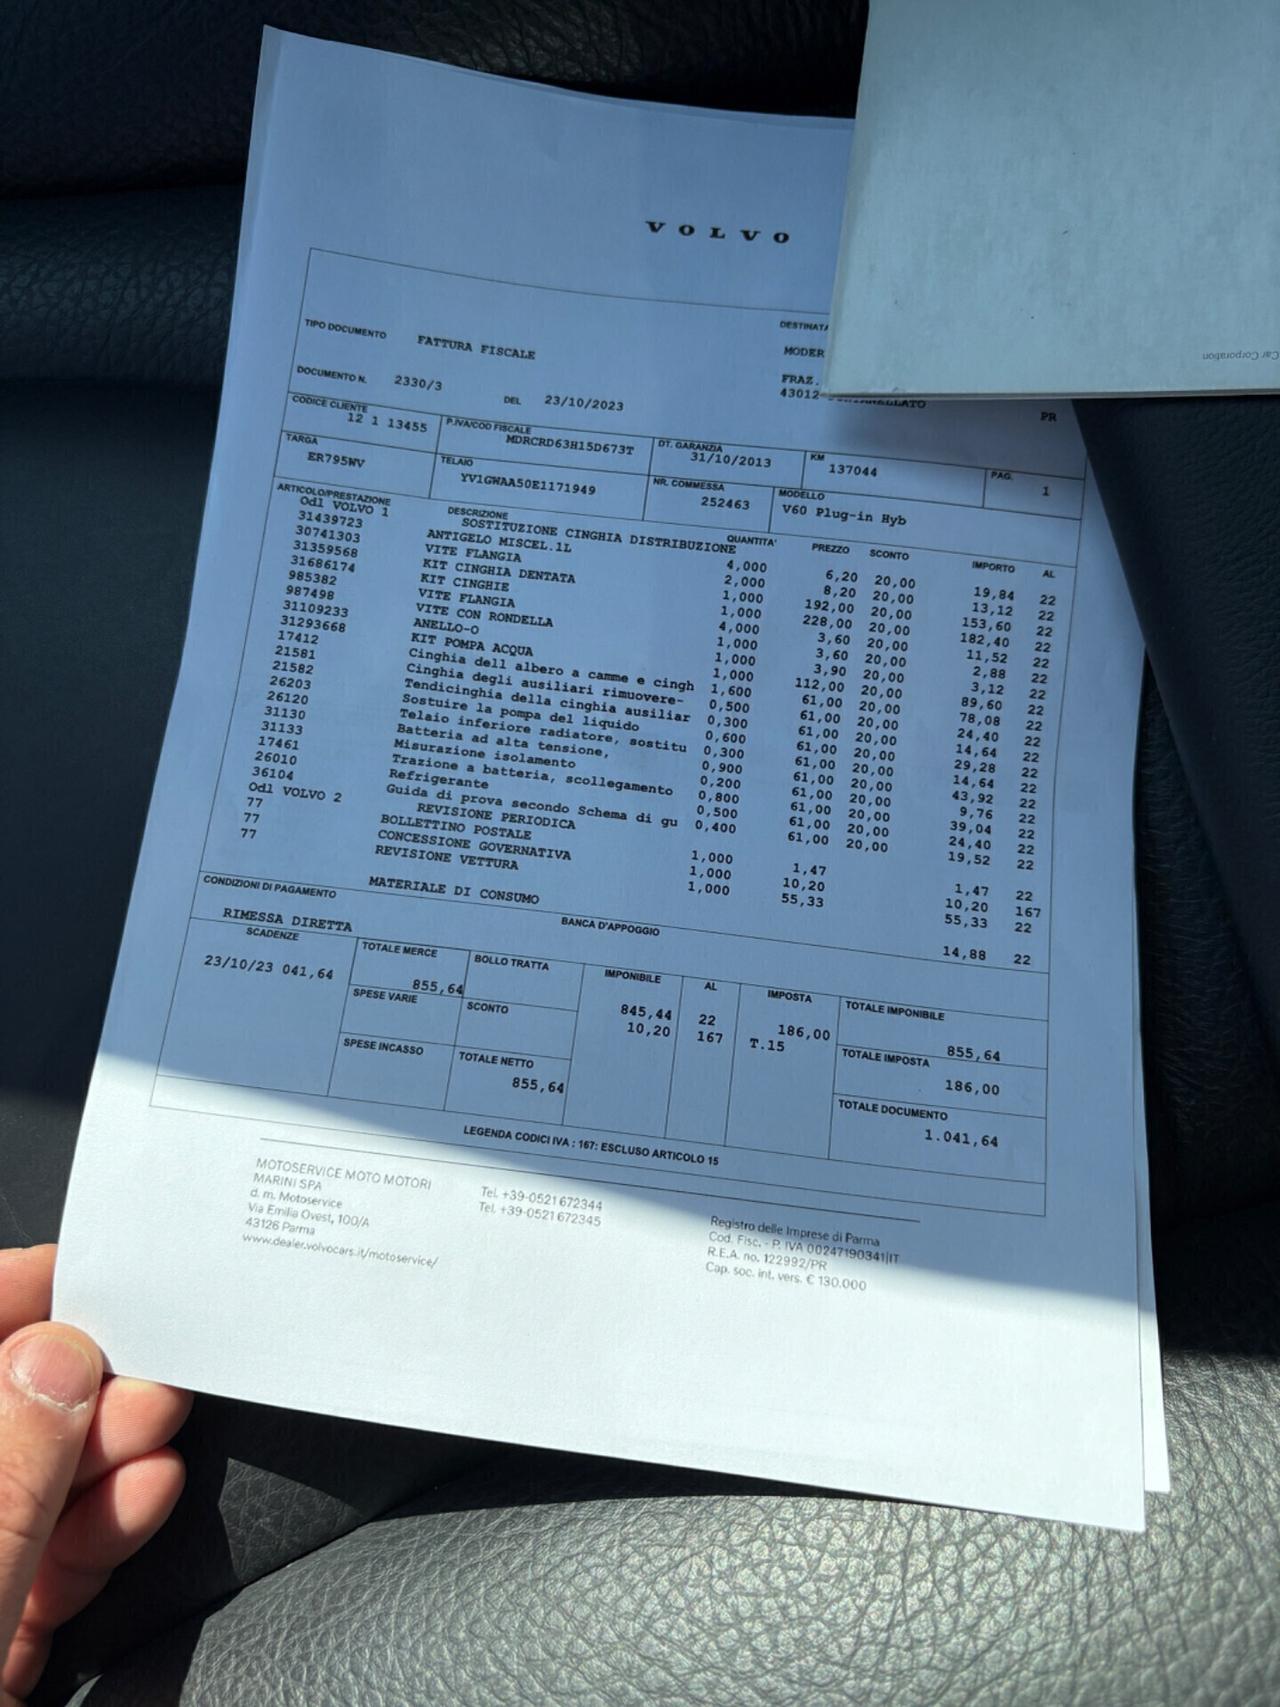 VOLVO
Car Corporation
TIPO DOCUMENTO FATTURA FISCALE
DESTINATA
MODER
DOCUMENTO N. 2330/3 DEL 23/10/2023
FRAZ.
43012 PR
CODICE CLIENTE 12 1 13455 P.IVA/COD FISCALE MDRCRD63H15D673T DT. GARANZIA 31/10/2013 KM 137044 PAG. 1
TARGA ER795WV TELAIO YV1GWAA50E1171949 NR. COMMESSA 252463 MODELLO V60 Plug-in Hyb
ARTICOLO/PRESTAZIONE DESCRIZIONE QUANTITA' PREZZO SCONTO IMPORTO AL
Odl VOLVO 1 SOSTITUZIONE CINGHIA DISTRIBUZIONE
31439723 ANTIGELO MISCEL.1L 4,000 6,20 20,00 19,84 22
30741303 VITE FLANGIA 2,000 8,20 20,00 13,12 22
31359568 KIT CINGHIA DENTATA 1,000 192,00 20,00 153,60 22
31686174 KIT CINGHIE 1,000 228,00 20,00 182,40 22
985382 VITE FLANGIA 4,000 3,60 20,00 11,52 22
987498 VITE CON RONDELLA 1,000 3,60 20,00 2,88 22
31109233 ANELLO-O 1,000 3,90 20,00 3,12 22
31293668 KIT POMPA ACQUA 1,000 112,00 20,00 89,60 22
17412 Cinghia dell albero a camme e cingh 1,600 61,00 20,00 78,08 22
21581 Cinghia degli ausiliari rimuovere- 0,500 61,00 20,00 24,40 22
21582 Tendicinghia della cinghia ausiliar 0,300 61,00 20,00 14,64 22
26203 Sostuire la pompa del liquido 0,600 61,00 20,00 29,28 22
26120 Telaio inferiore radiatore, sostitu 0,300 61,00 20,00 14,64 22
31130 Batteria ad alta tensione, 0,900 61,00 20,00 43,92 22
31133 Misurazione isolamento 0,200 61,00 20,00 9,76 22
17461 Trazione a batteria, scollegamento 0,800 61,00 20,00 39,04 22
26010 Refrigerante 0,500 61,00 20,00 24,40 22
36104 Guida di prova secondo Schema di gu 0,400 61,00 20,00 19,52 22
Odl VOLVO 2 REVISIONE PERIODICA
77 BOLLETTINO POSTALE 1,000 1,47 1,47 22
77 CONCESSIONE GOVERNATIVA 1,000 10,20 10,20 167
77 REVISIONE VETTURA 1,000 55,33 55,33 22
MATERIALE DI CONSUMO 14,88 22
CONDIZIONI DI PAGAMENTO BANCA D'APPOGGIO
RIMESSA DIRETTA
SCADENZE TOTALE MERCE BOLLO TRATTA IMPONIBILE AL IMPOSTA TOTALE IMPONIBILE
23/10/23 041,64 855,64 845,44 22 186,00 855,64
SPESE VARIE SCONTO 10,20 167 T.15 TOTALE IMPOSTA
186,00
SPESE INCASSO TOTALE NETTO TOTALE DOCUMENTO
855,64 1.041,64
LEGENDA CODICI IVA : 167: ESCLUSO ARTICOLO 15
MOTOSERVICE MOTO MOTORI
MARINI SPA
d. m. Motoservice
Via Emilia Ovest, 100/A
43126 Parma
www.dealer.volvocars.it/motoservice/
Tel. +39-0521 672344
Tel. +39-0521 672345
Registro delle Imprese di Parma
Cod. Fisc. - P. IVA 00247190341|IT
R.E.A. no. 122992/PR
Cap. soc. int. vers. € 130.000